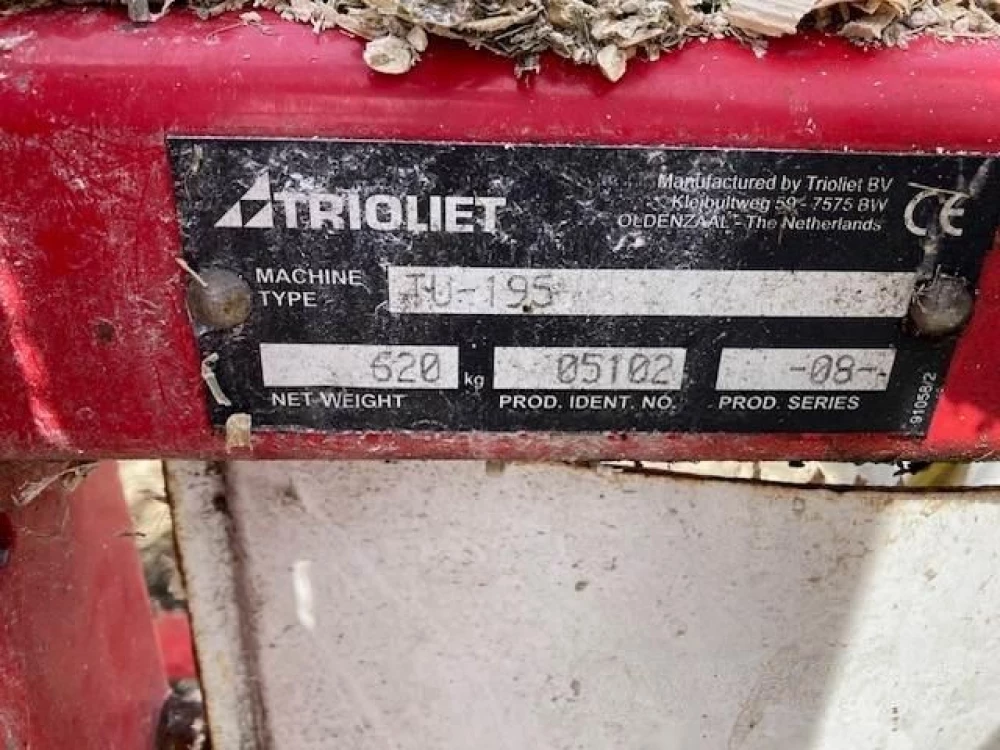 TRIOLIET
Manufactured by Trioliet BV
Kleibultweg 59 - 7575 BW
OLDENZAAL - The Netherlands
CE
MACHINE
TYPE
TU-195
620 kg
NET WEIGHT
05102
PROD. IDENT. NO.
-08-
PROD. SERIES
91058/2